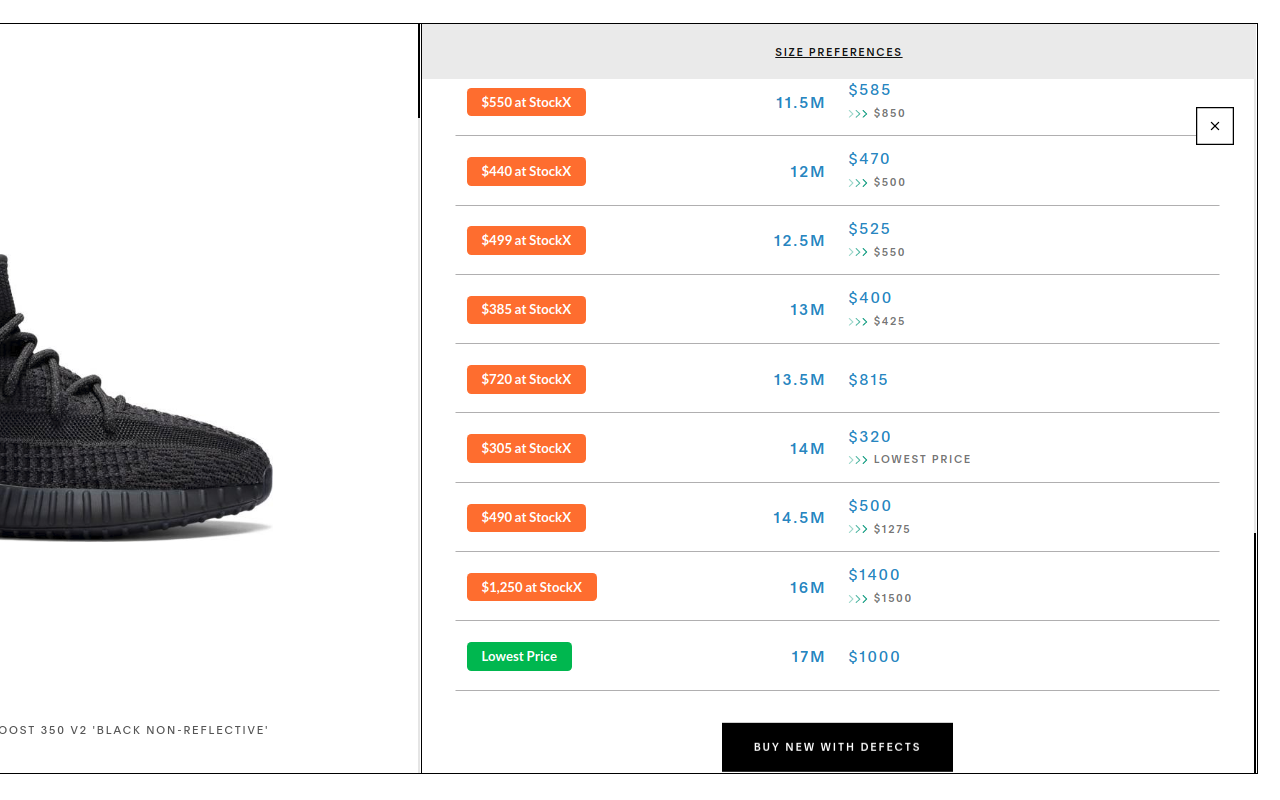 SIZE PREFERENCES
$550 at StockX 11.5M $585
>>> $850
×
$440 at StockX 12M $470
>>> $500
$499 at StockX 12.5M $525
>>> $550
$385 at StockX 13M $400
>>> $425
$720 at StockX 13.5M $815
$305 at StockX 14M $320
>>> LOWEST PRICE
$490 at StockX 14.5M $500
>>> $1275
$1,250 at StockX 16M $1400
>>> $1500
Lowest Price 17M $1000
OOST 350 V2 'BLACK NON-REFLECTIVE'
BUY NEW WITH DEFECTS